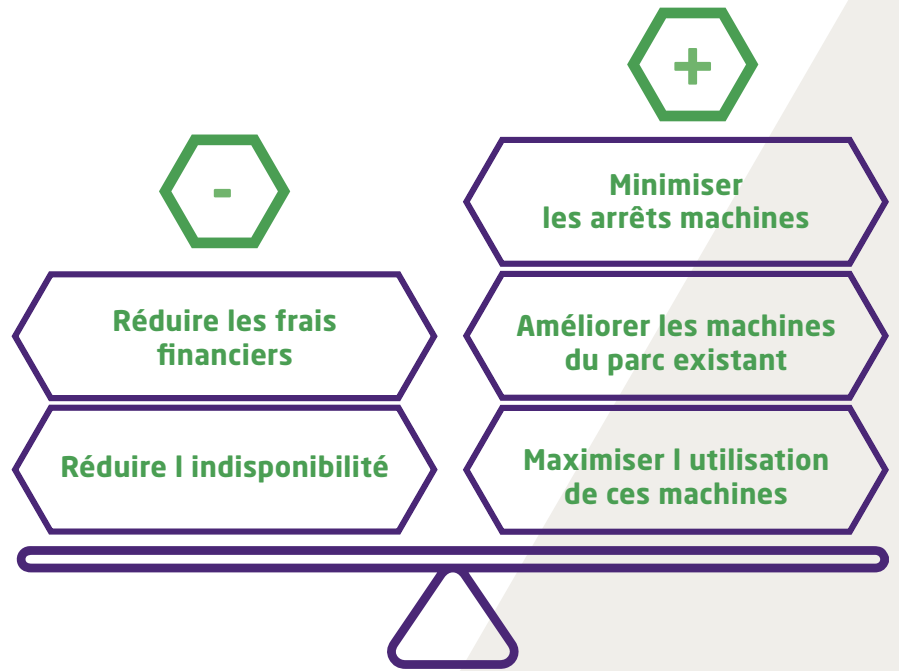 -
Réduire les frais
financiers
Réduire l indisponibilité
+
Minimiser
les arrêts machines
Améliorer les machines
du parc existant
Maximiser l utilisation
de ces machines